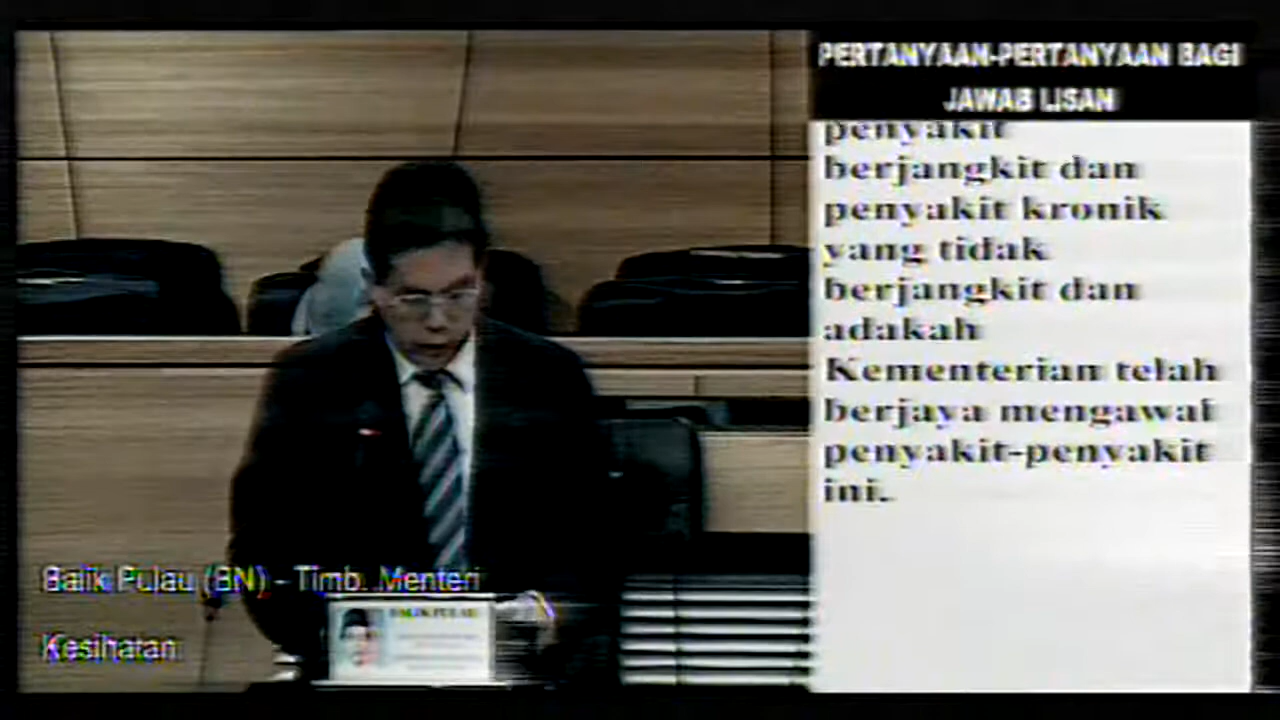 PERTANYAAN-PERTANYAAN BAGI
JAWAB LISAN
penyakit
berjangkit dan
penyakit kronik
yang tidak
berjangkit dan
adakah
Kementerian telah
berjaya mengawal
penyakit-penyakit
ini.
Balik Pulau (BN) - Timb. Menteri
Kesihatan
BALIK PULAU